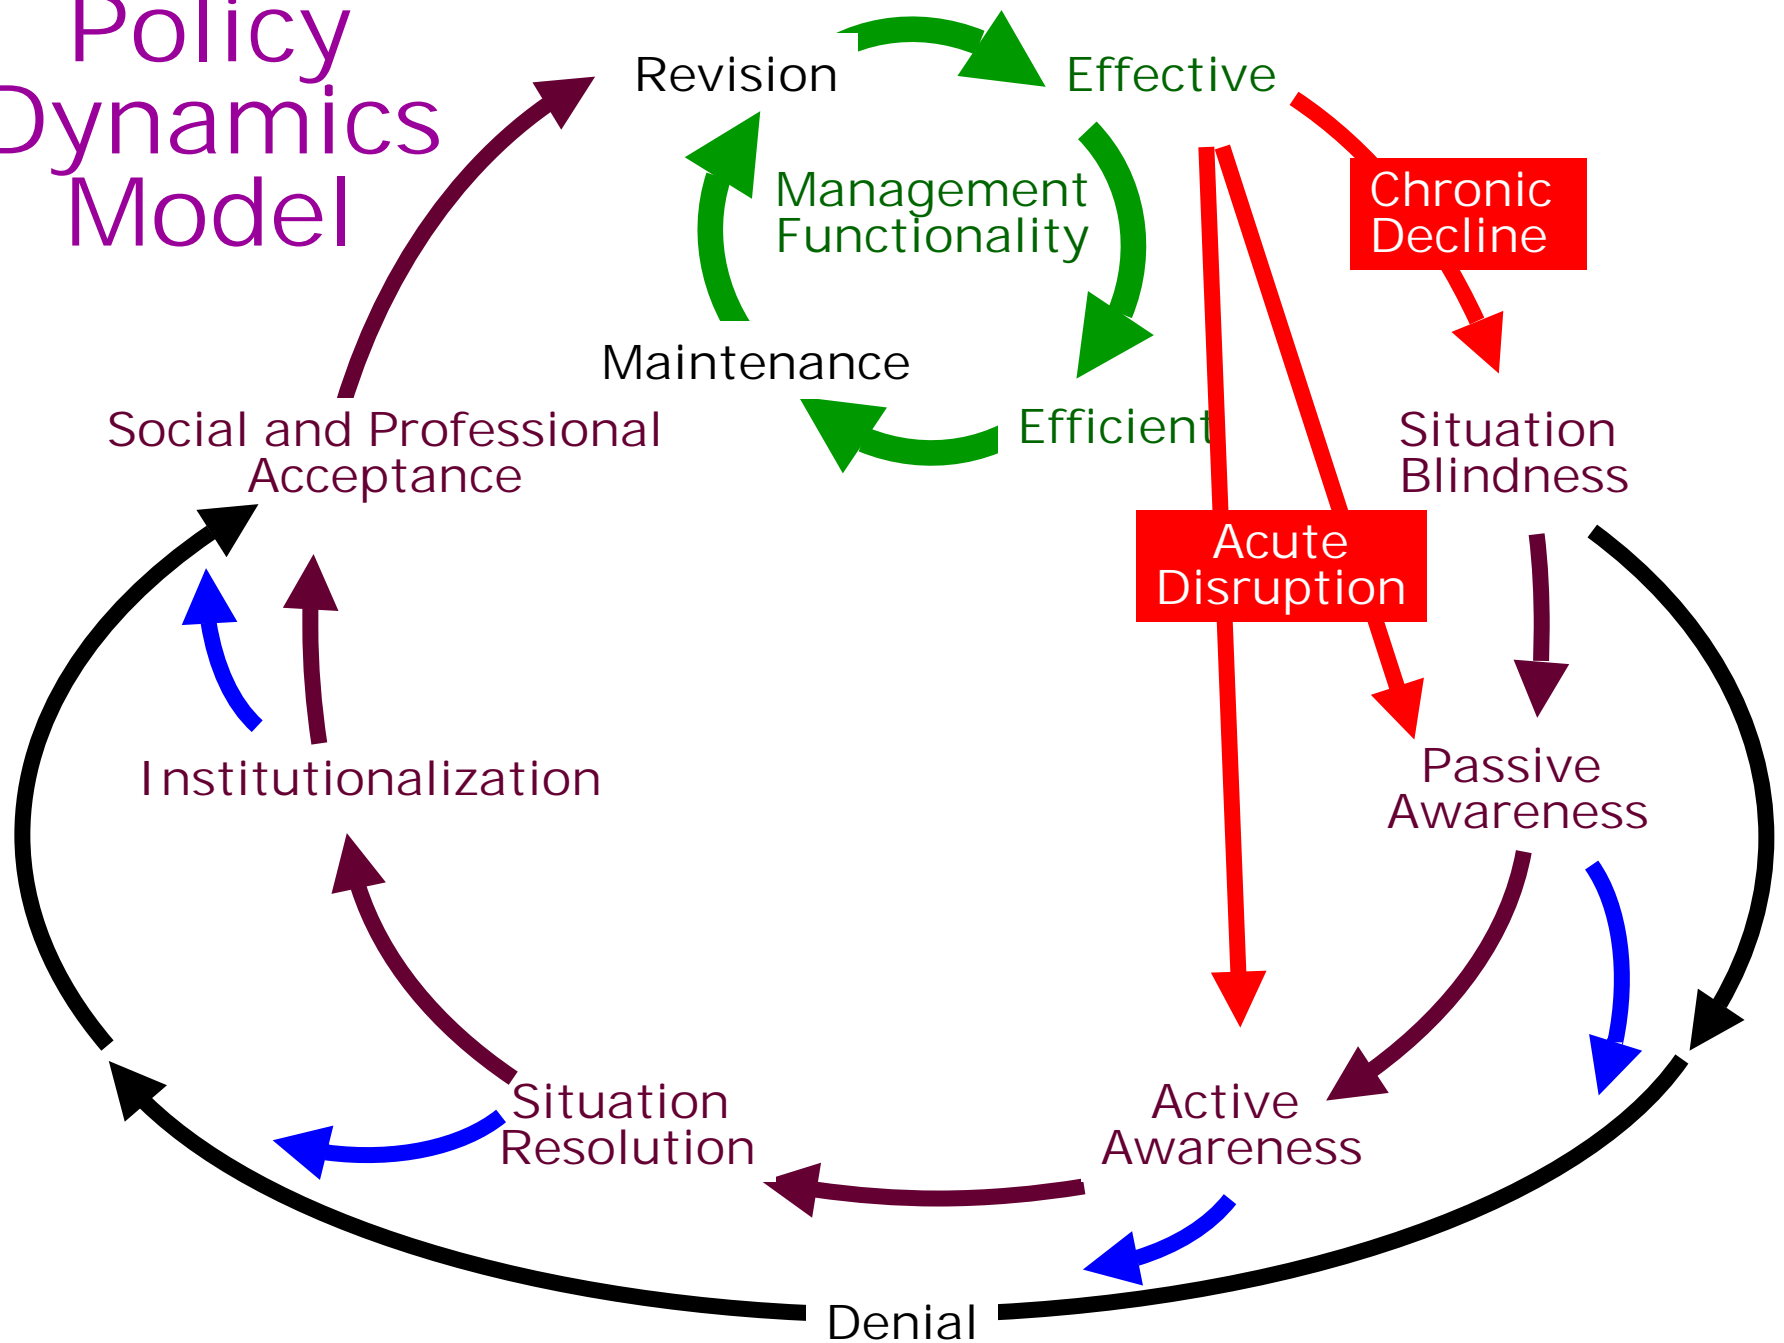 Policy
Dynamics
Model
Revision
Effective
Management
Functionality
Chronic
Decline
Maintenance
Efficient
Social and Professional
Acceptance
Situation
Blindness
Acute
Disruption
Institutionalization
Passive
Awareness
Situation
Resolution
Active
Awareness
Denial